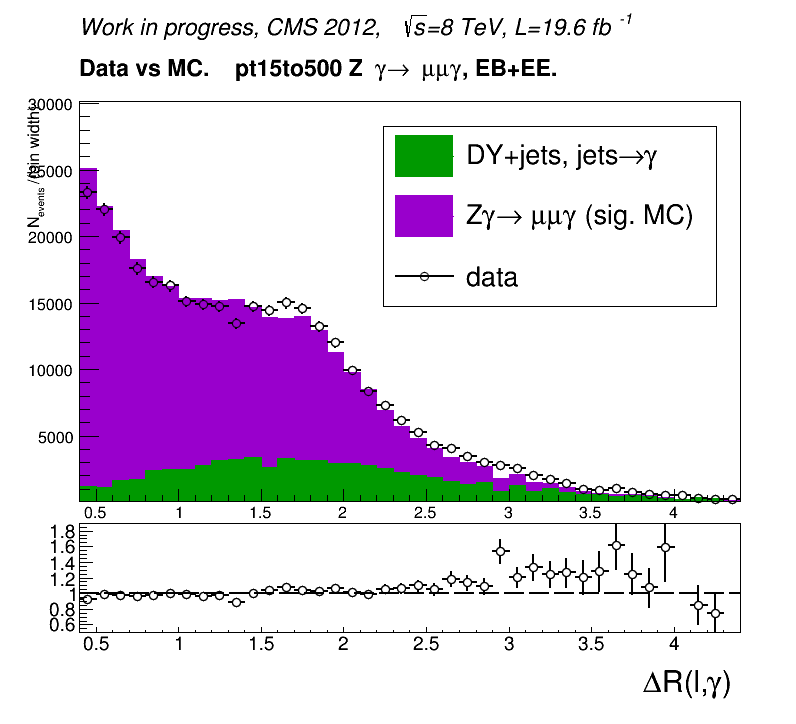 Work in progress, CMS 2012, √s=8 TeV, L=19.6 fb -1
Data vs MC. pt15to500 Z γ→ μμγ, EB+EE.
30000
25000
20000
15000
10000
5000
N events / (bin width)
DY+jets, jets→γ
Zγ→ μμγ (sig. MC)
data
0.5 1 1.5 2 2.5 3 3.5 4
1.8
1.6
1.4
1.2
1
0.8
0.6
0.5 1 1.5 2 2.5 3 3.5 4
ΔR(l,γ)